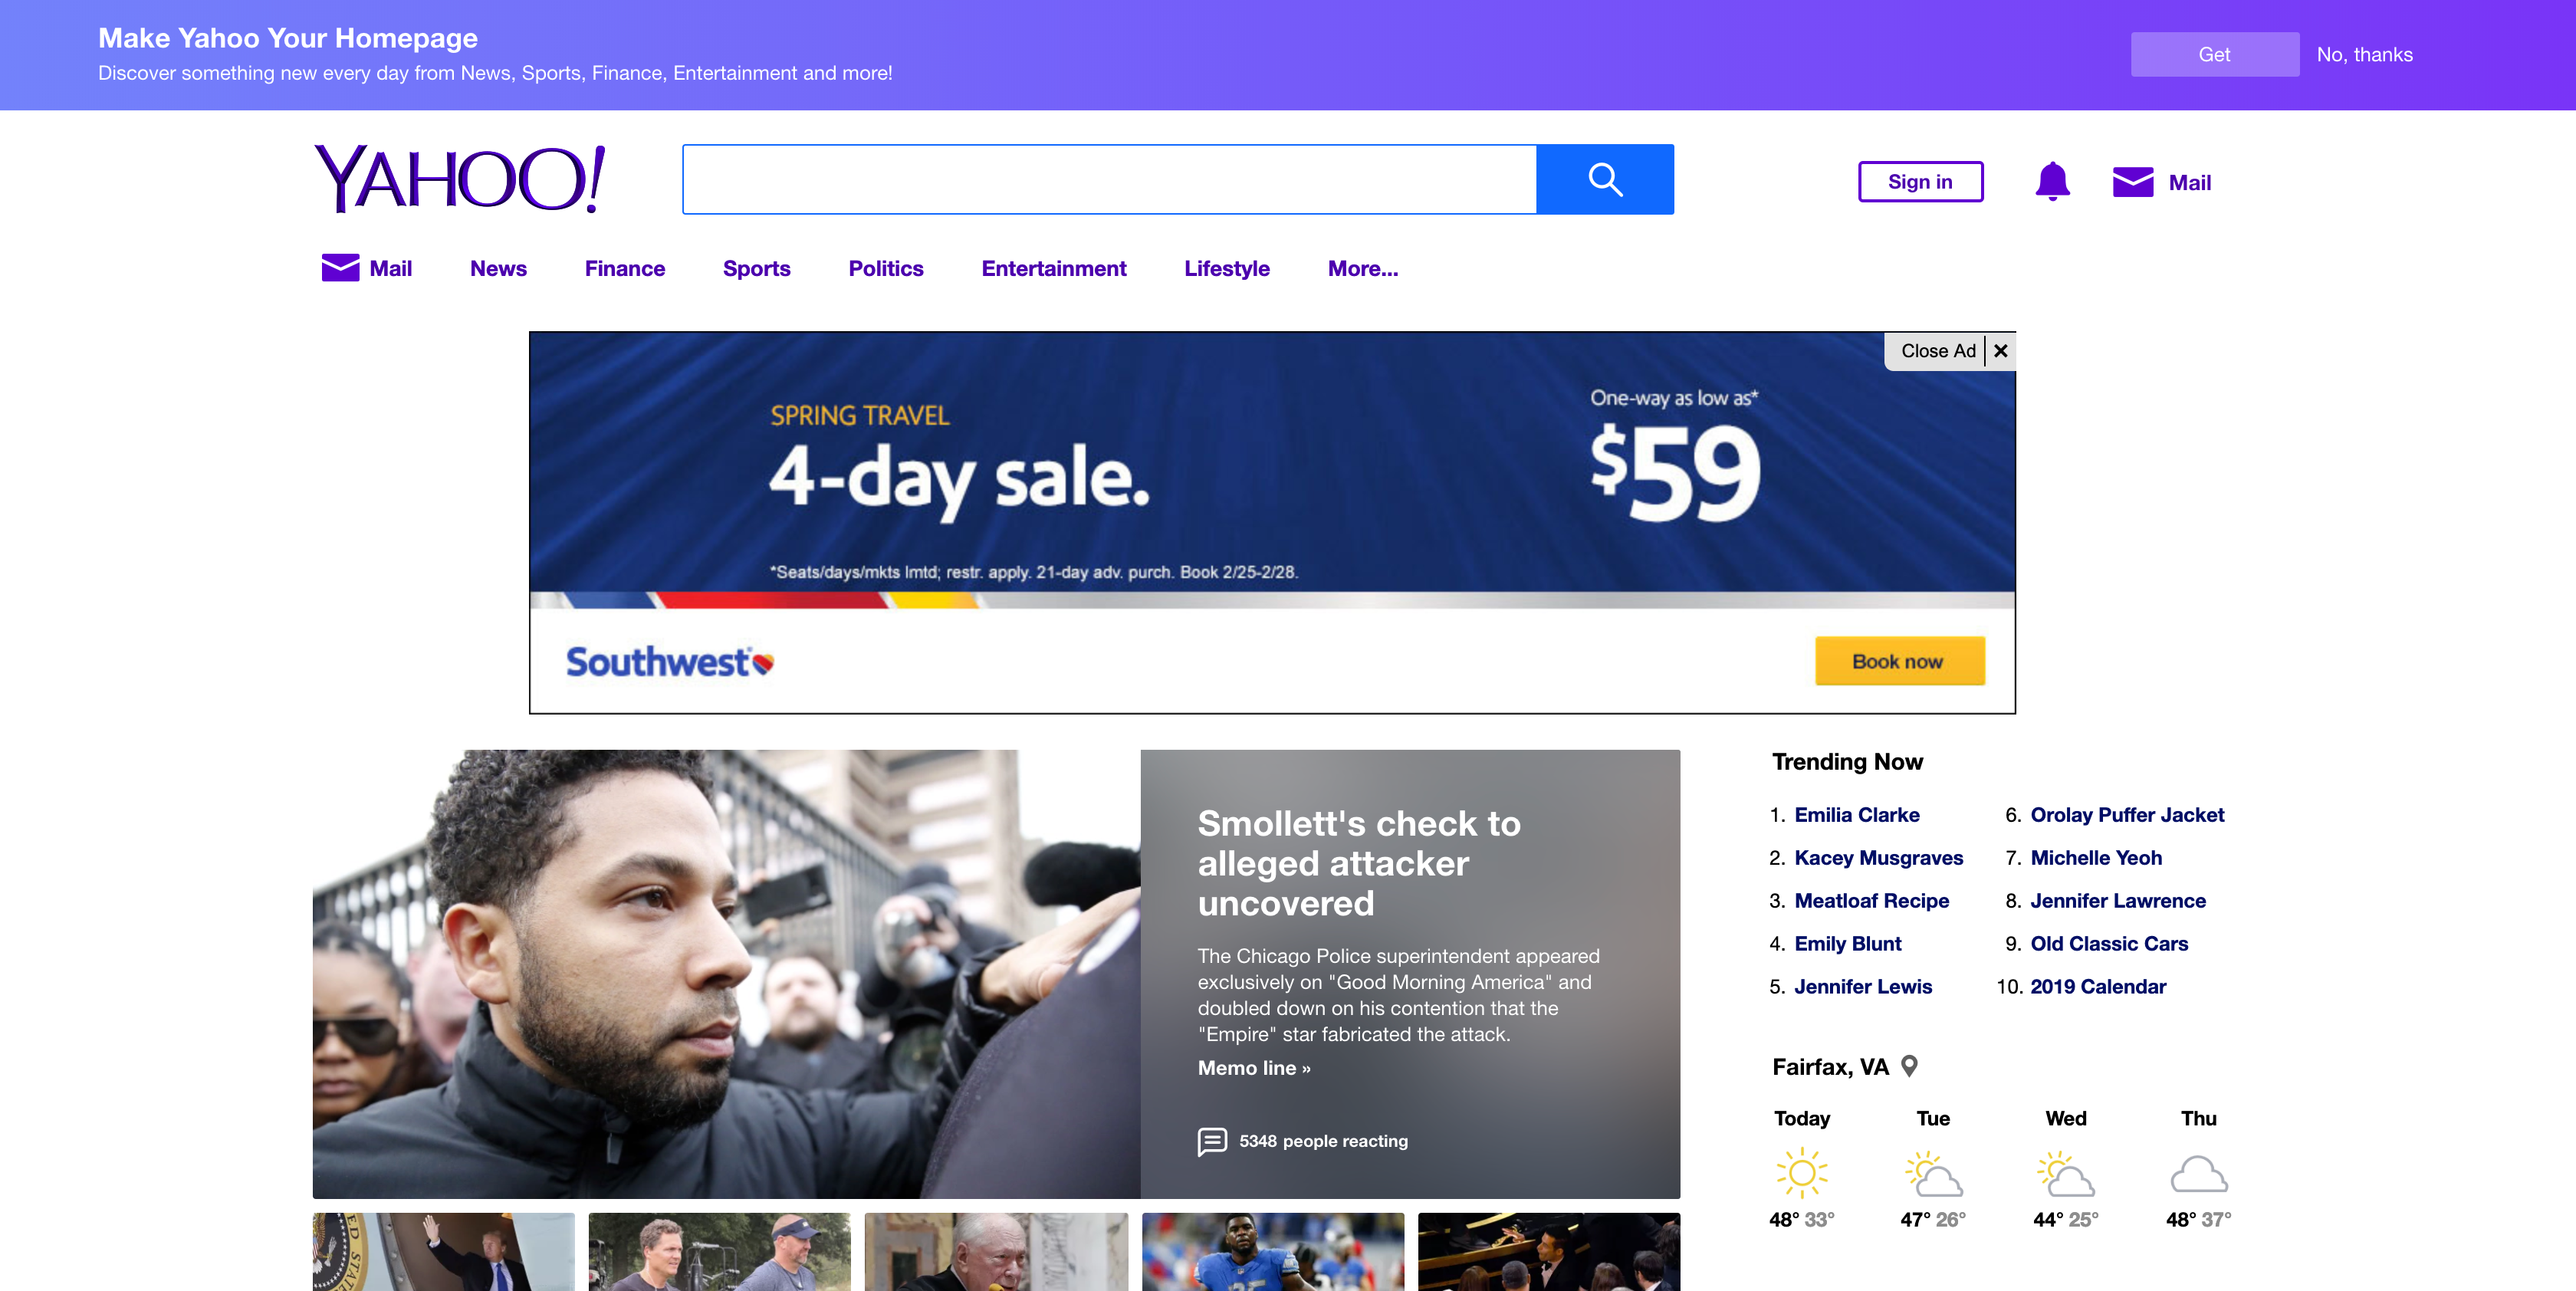 Make Yahoo Your Homepage
Discover something new every day from News, Sports, Finance, Entertainment and more!
Get
No, thanks
YAHOO!
Sign in
Mail
Mail
News
Finance
Sports
Politics
Entertainment
Lifestyle
More...
Close Ad
SPRING TRAVEL
4-day sale.
One-way as low as*
$59
*Seats/days/mkts lmtd; restr. apply. 21-day adv. purch. Book 2/25-2/28.
Southwest
Book now
Smollett's check to
alleged attacker
uncovered
The Chicago Police superintendent appeared
exclusively on "Good Morning America" and
doubled down on his contention that the
"Empire" star fabricated the attack.
Memo line »
5348 people reacting
Trending Now
1. Emilia Clarke
2. Kacey Musgraves
3. Meatloaf Recipe
4. Emily Blunt
5. Jennifer Lewis
6. Orolay Puffer Jacket
7. Michelle Yeoh
8. Jennifer Lawrence
9. Old Classic Cars
10. 2019 Calendar
Fairfax, VA
Today Tue Wed Thu
48° 33° 47° 26° 44° 25° 48° 37°